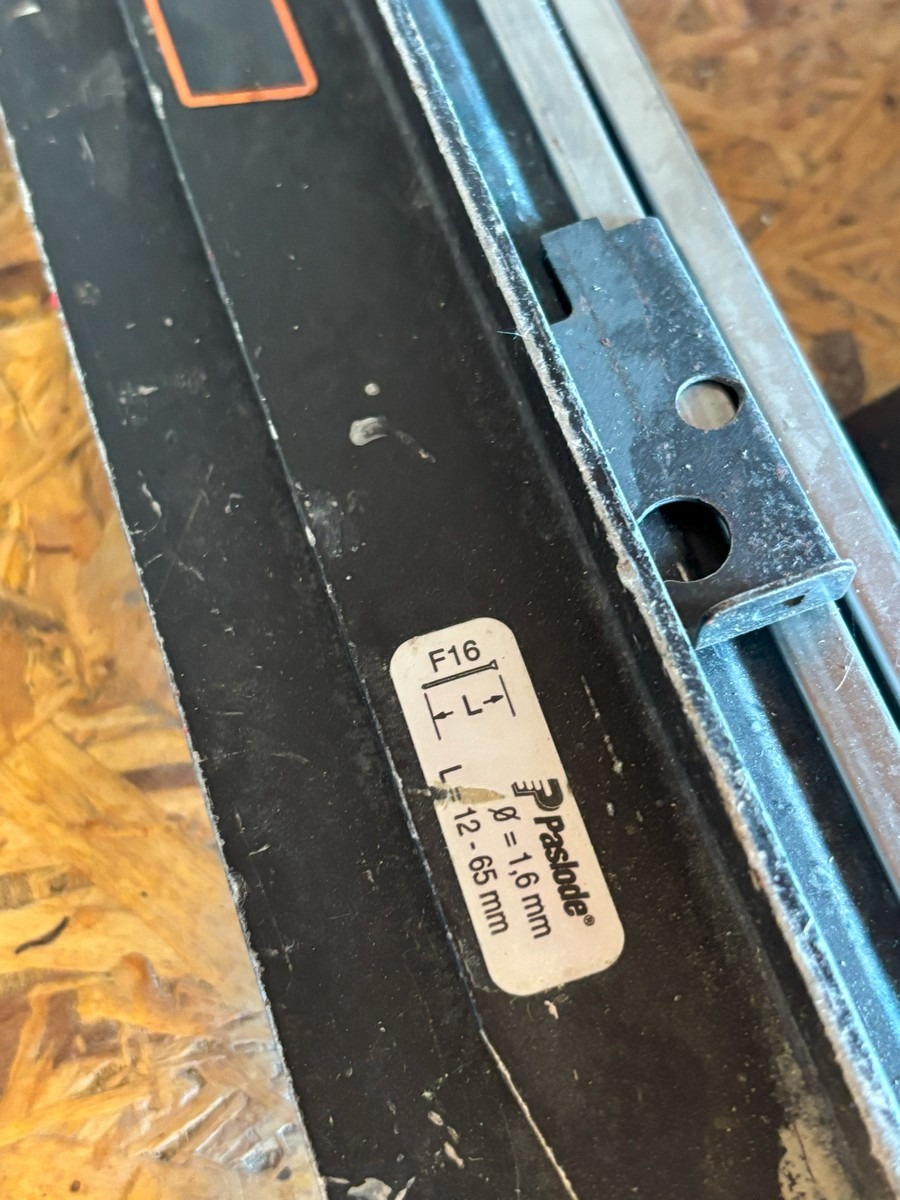 F16
L
Paslode®
Ø = 1,6 mm
L = 12 - 65 mm